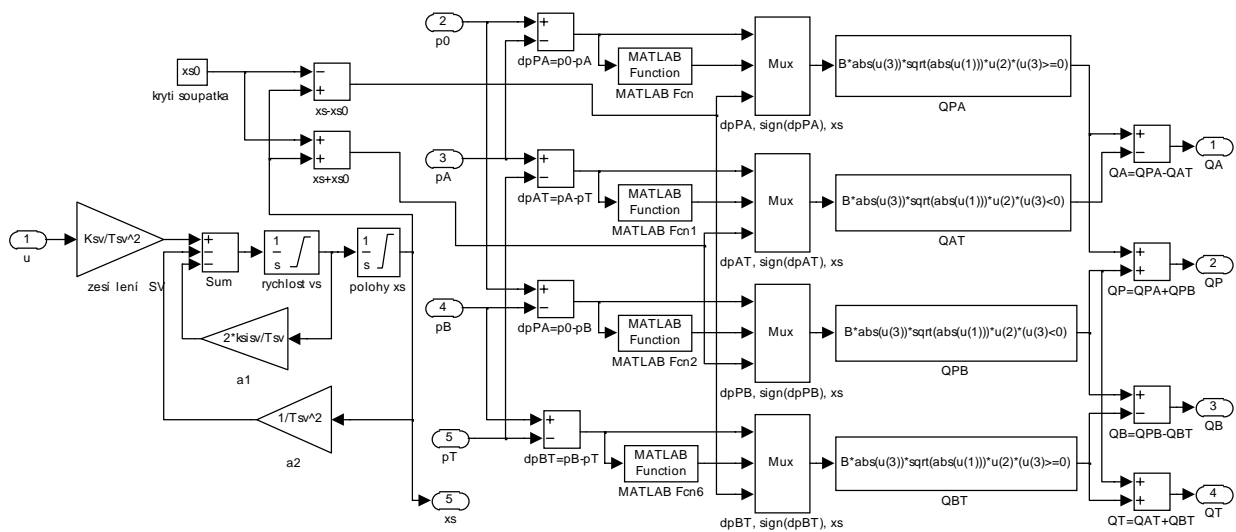 1
u
Ksv/Tsv^2
zesí lení SV
xs0
kryti soupatka
xs-xs0
xs+xs0
Sum
1
s
rychlost vs
1
s
polohy xs
2*ksisv/Tsv
a1
1/Tsv^2
a2
5
xs
2
p0
3
pA
4
pB
5
pT
dpPA=p0-pA
MATLAB
Function
MATLAB Fcn
Mux
dpPA, sign(dpPA), xs
B*abs(u(3))*sqrt(abs(u(1)))*u(2)*(u(3)>=0)
QPA
dpAT=pA-pT
MATLAB
Function
MATLAB Fcn1
Mux
dpAT, sign(dpAT), xs
B*abs(u(3))*sqrt(abs(u(1)))*u(2)*(u(3)<0)
QAT
dpPA=p0-pB
MATLAB
Function
MATLAB Fcn2
Mux
dpPB, sign(dpPB), xs
B*abs(u(3))*sqrt(abs(u(1)))*u(2)*(u(3)<0)
QPB
dpBT=pB-pT
MATLAB
Function
MATLAB Fcn6
Mux
dpBT, sign(dpBT), xs
B*abs(u(3))*sqrt(abs(u(1)))*u(2)*(u(3)>=0)
QBT
QA=QPA-QAT
1
QA
QP=QPA+QPB
2
QP
QB=QPB-QBT
3
QB
QT=QAT+QBT
4
QT